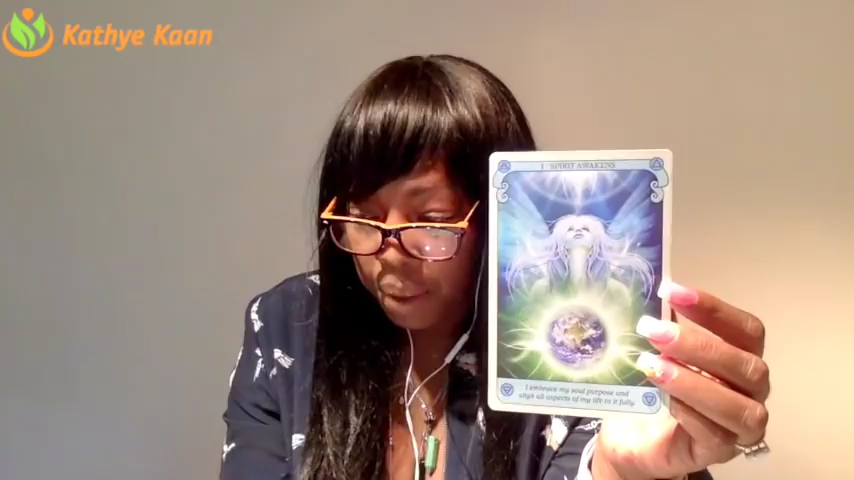 Kathye Kaan
1 SPIRIT AWAKENS
I embrace my soul purpose and
align all aspects of my life to it fully